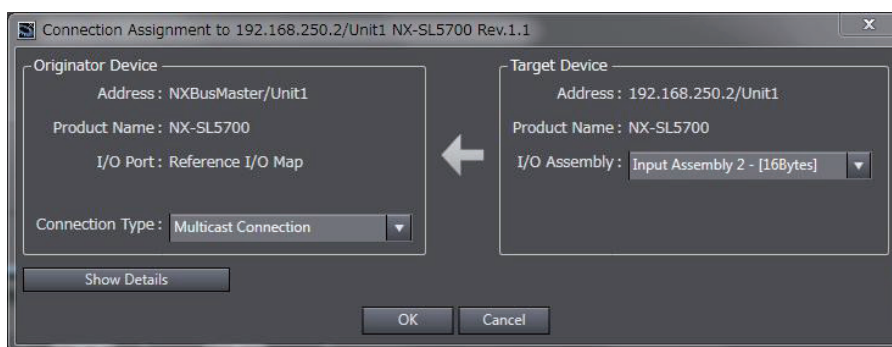 Connection Assignment to 192.168.250.2/Unit1 NX-SL5700 Rev.1.1
x
Originator Device
Address : NXBusMaster/Unit1
Product Name : NX-SL5700
I/O Port : Reference I/O Map
Connection Type : Multicast Connection
Target Device
Address : 192.168.250.2/Unit1
Product Name : NX-SL5700
I/O Assembly : Input Assembly 2 - [16Bytes]
Show Details
OK
Cancel